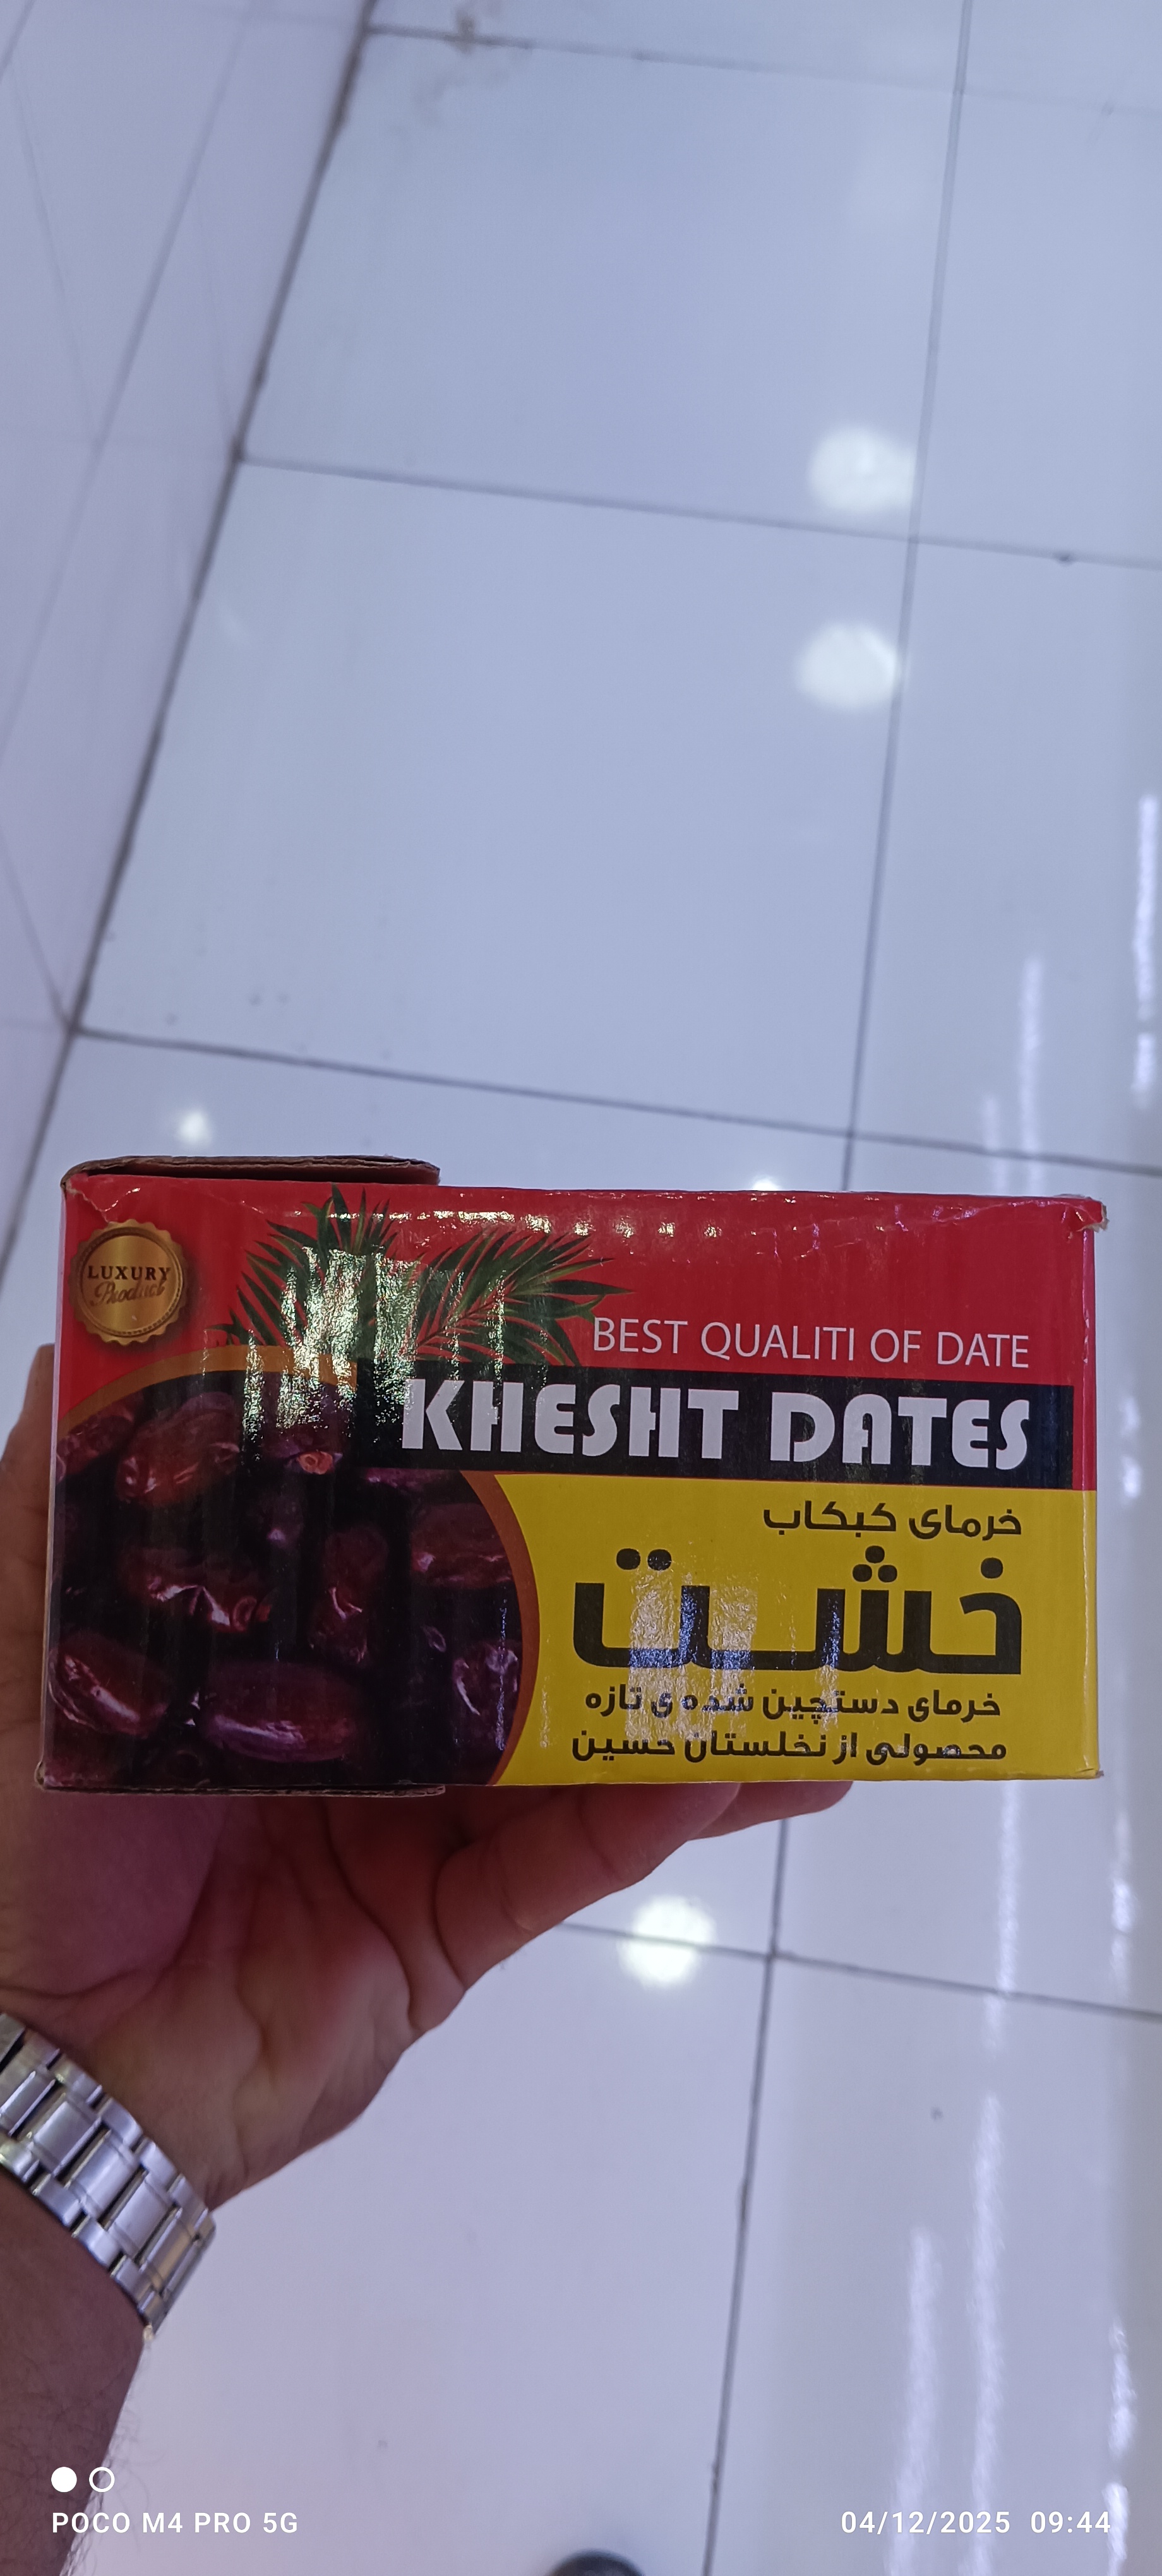 LUXURY
Product
BEST QUALITI OF DATE
KHESHT DATES
خرمای کبکاب
خشت
خرمای دستچین شده ی تازه
محصولی از نخلستان حسین
POCO M4 PRO 5G
04/12/2025 09:44